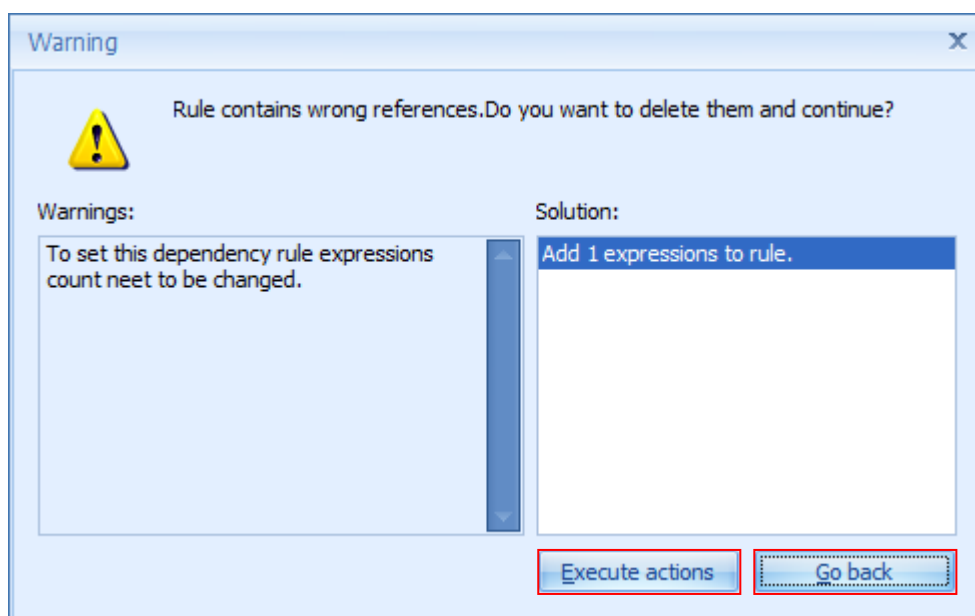 Warning
Rule contains wrong references.Do you want to delete them and continue?
Warnings:
To set this dependency rule expressions
count neet to be changed.
Solution:
Add 1 expressions to rule.
Execute actions
Go back